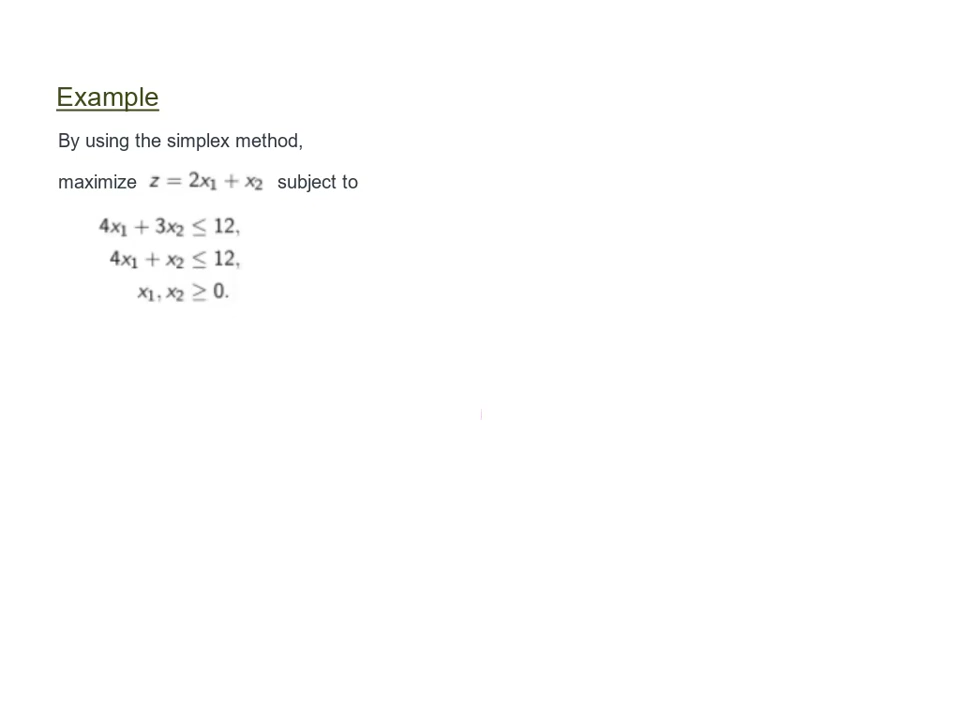 Example
By using the simplex method,
maximize z = 2x₁ + x₂ subject to
4x₁ + 3x₂ ≤ 12,
4x₁ + x₂ ≤ 12,
x₁, x₂ ≥ 0.